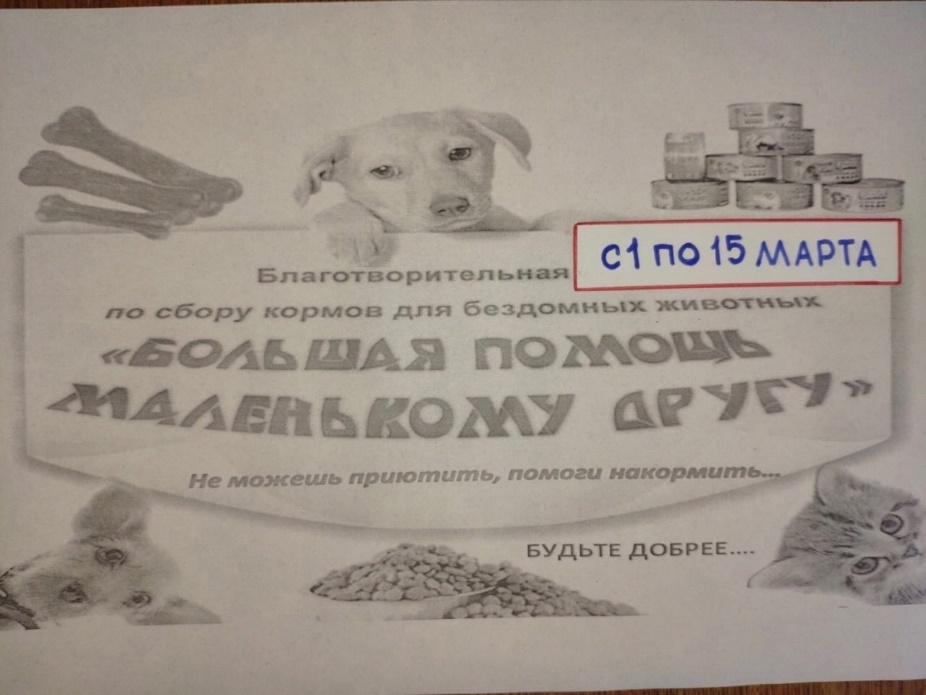 С 1 ПО 15 МАРТА
Благотворительная
по сбору кормов для бездомных животных
«БОЛЬШАЯ ПОМОЩЬ
МАЛЕНЬКОМУ ДРУГУ»
Не можешь приютить, помоги накормить...
БУДЬТЕ ДОБРЕЕ....